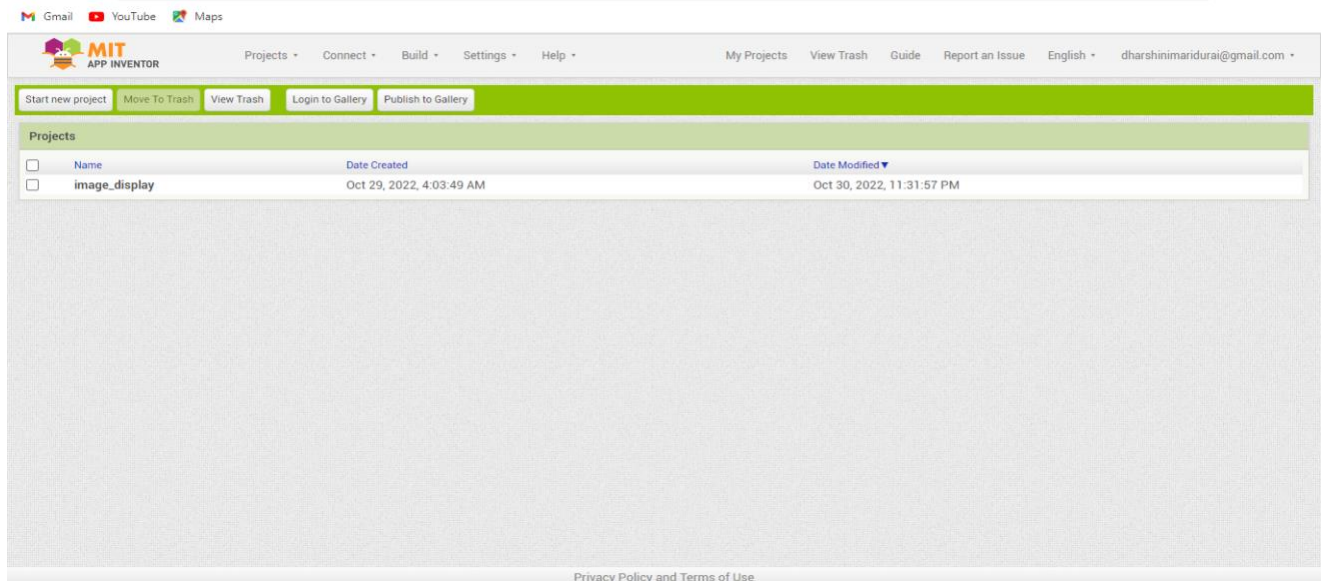 Gmail YouTube Maps
MIT
APP INVENTOR
Projects Connect Build Settings Help My Projects View Trash Guide Report an Issue English dharshinimaridurai@gmail.com
Start new project Move To Trash View Trash Login to Gallery Publish to Gallery
Projects
Name Date Created Date Modified
image_display Oct 29, 2022, 4:03:49 AM Oct 30, 2022, 11:31:57 PM
Privacy Policy and Terms of Use